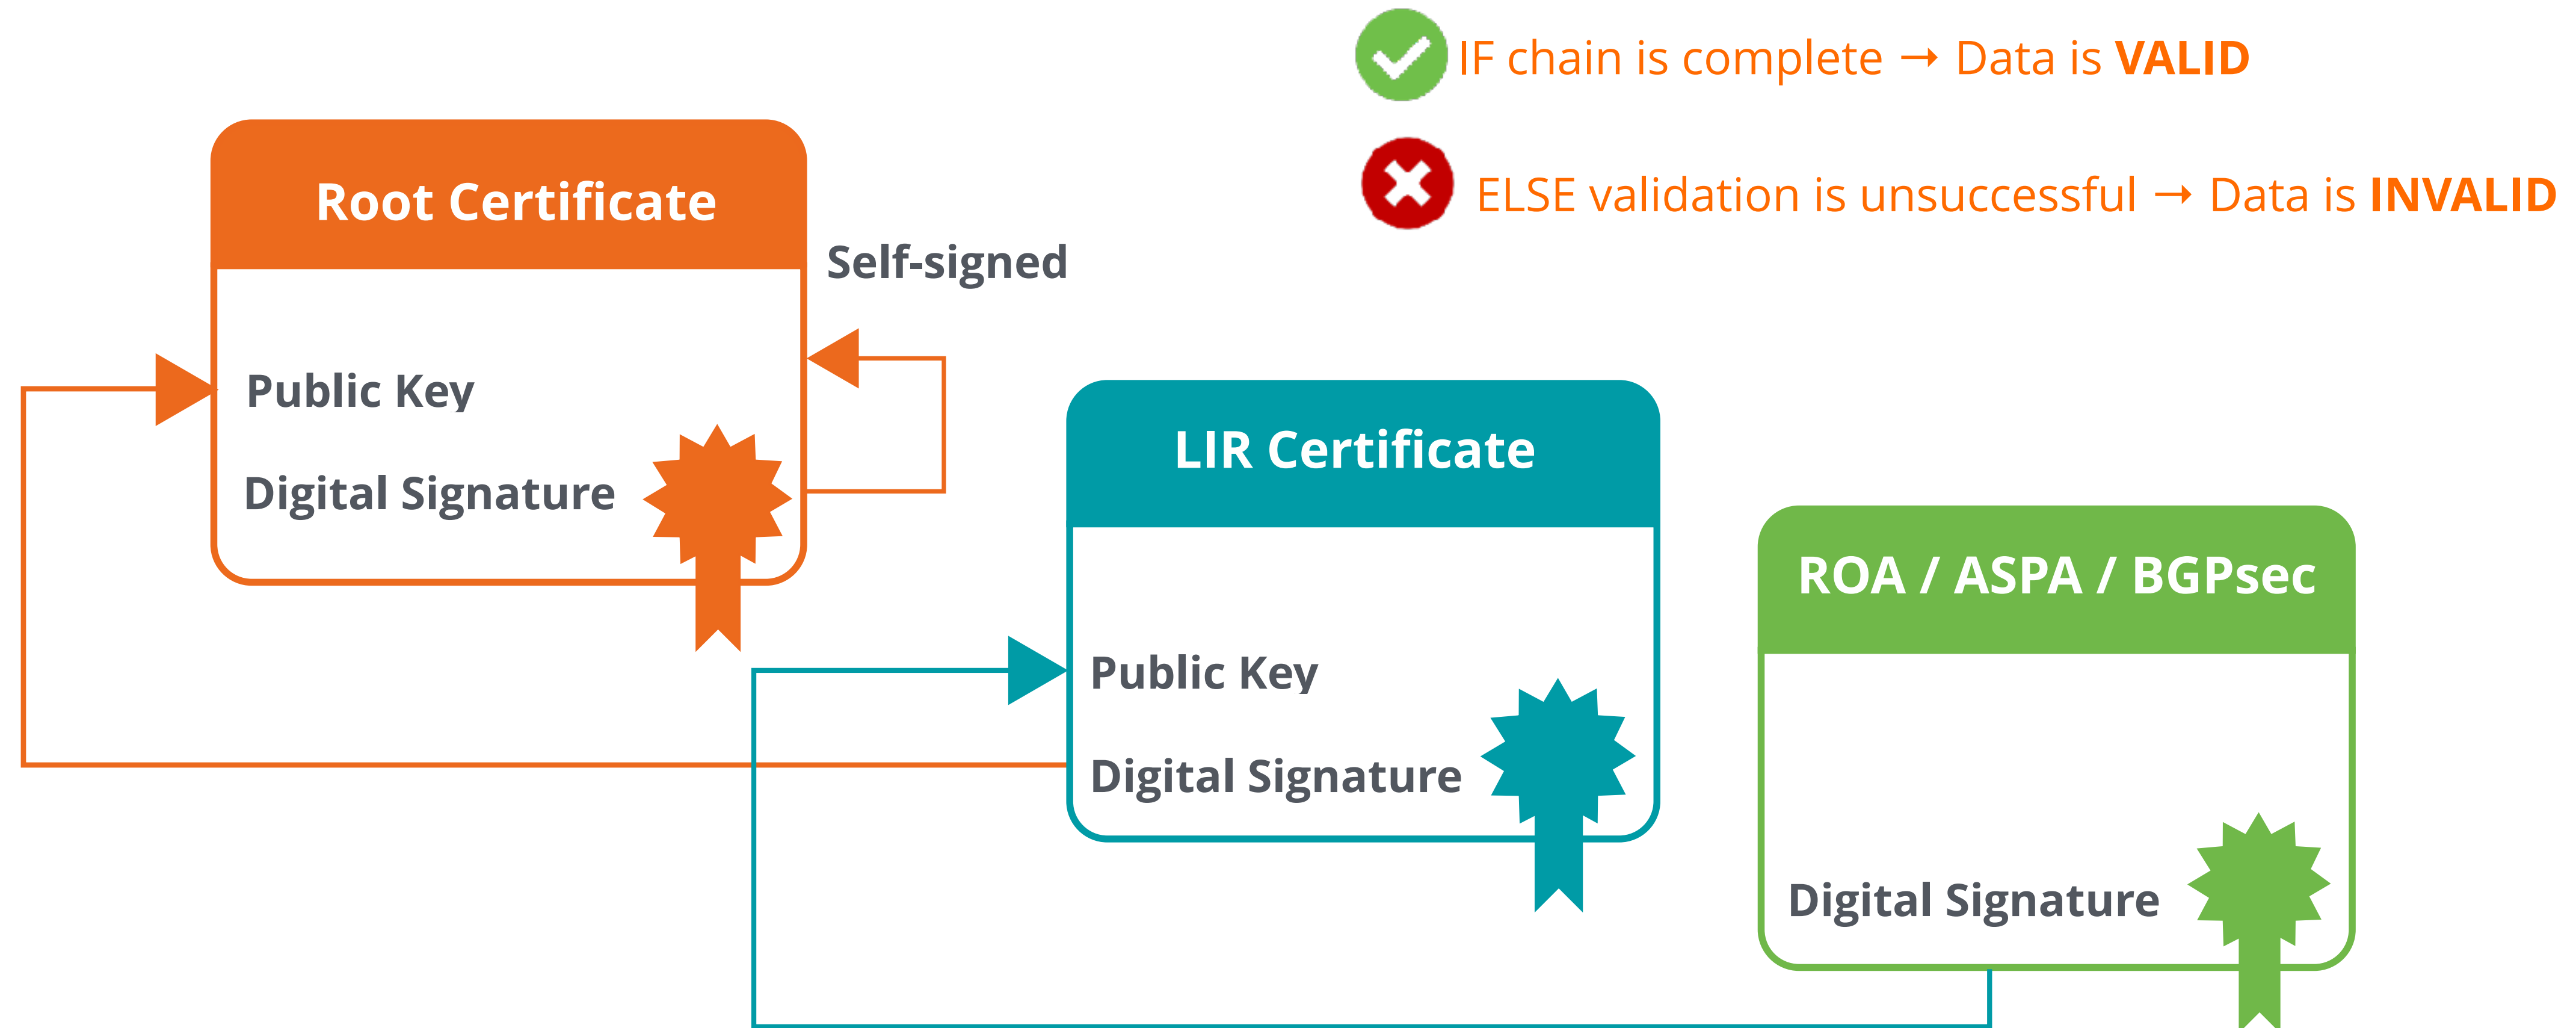 IF chain is complete → Data is VALID
ELSE validation is unsuccessful → Data is INVALID
Root Certificate
Self-signed
Public Key
Digital Signature
LIR Certificate
Public Key
Digital Signature
ROA / ASPA / BGPsec
Digital Signature